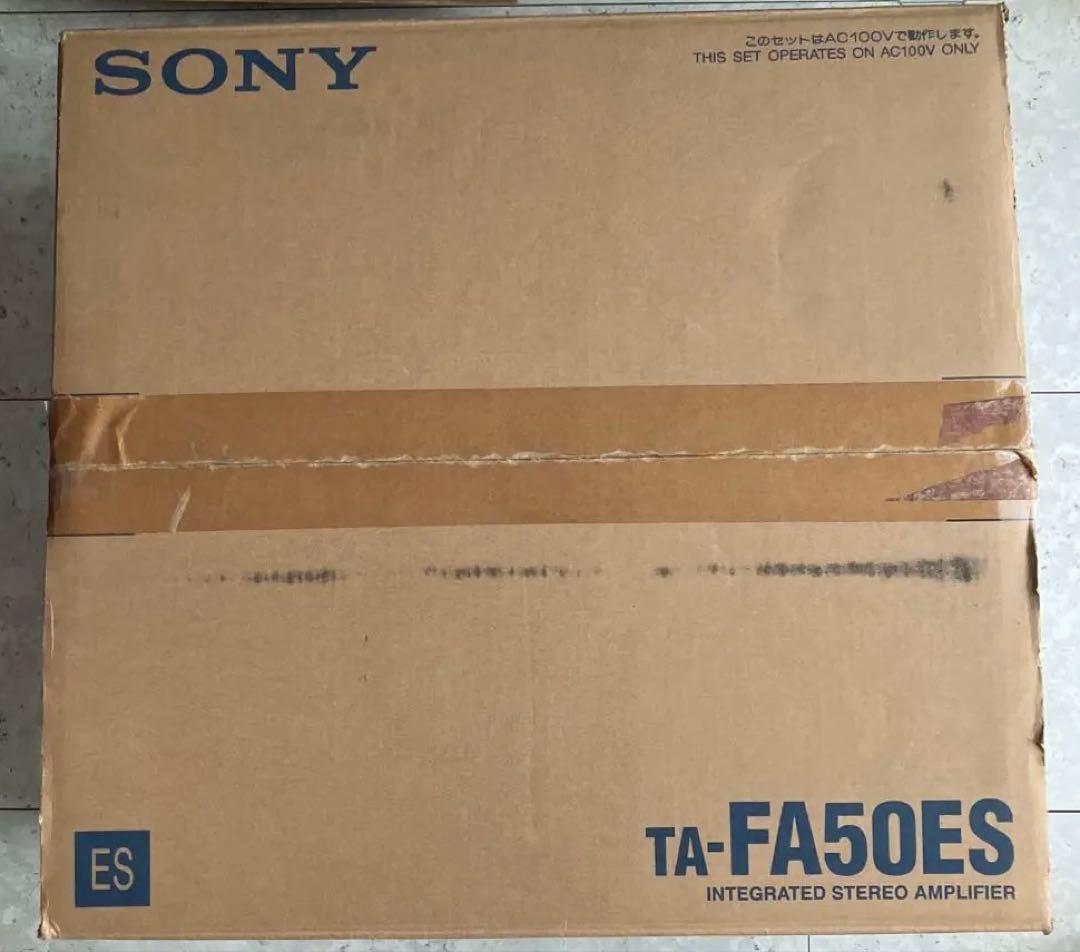 SONY
このセットはAC100Vで動作します。
THIS SET OPERATES ON AC100V ONLY
ES
TA-FA50ES
INTEGRATED STEREO AMPLIFIER